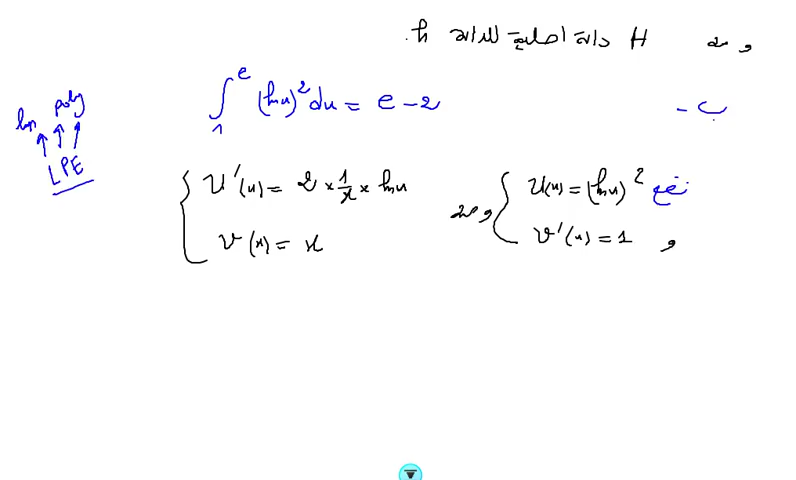 ومنه H دالة أصلية للدالة h.
ب - ∫₁ᵉ (ln x)² dx = e - 2
ln poly
LPE
نضع { U(x) = (ln x)² ومنه { U'(x) = 2 × 1/x × ln x
و v'(x) = 1 v(x) = x